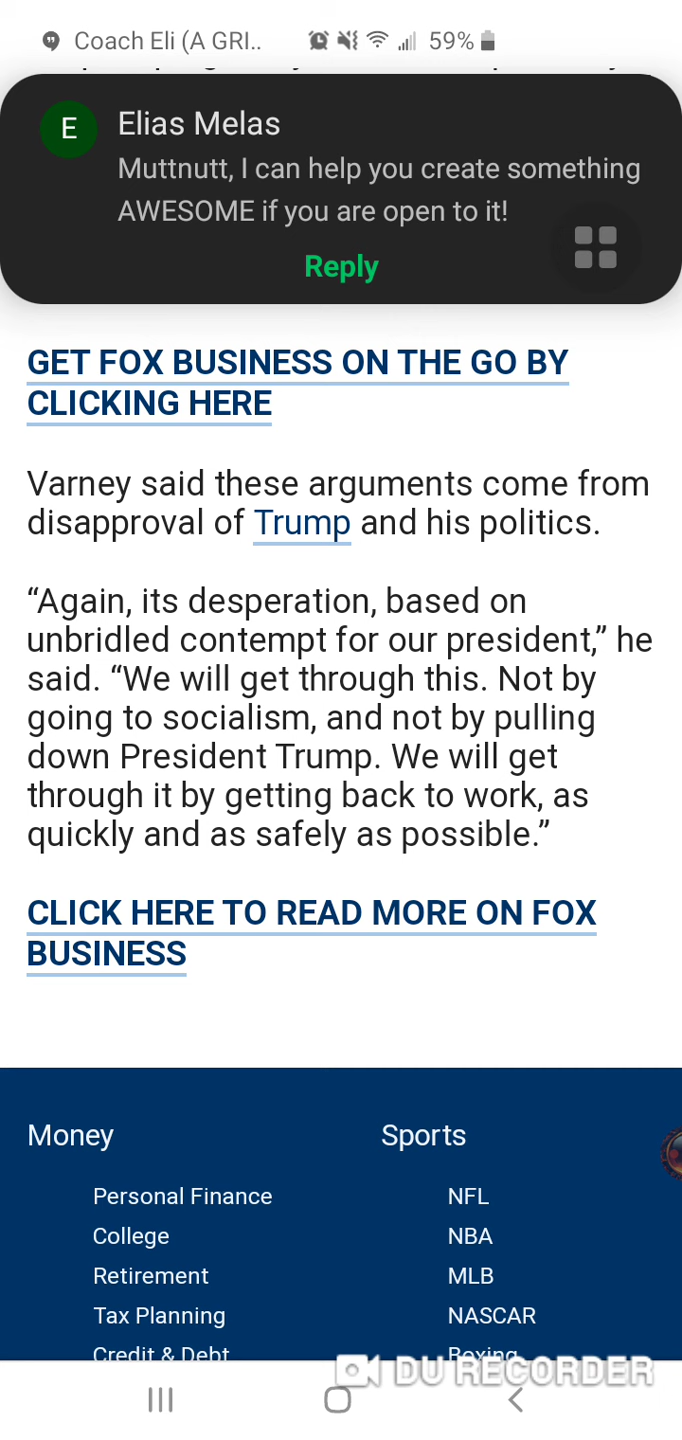 Coach Eli (A GRI.. 59%
E
Elias Melas
Muttnutt, I can help you create something
AWESOME if you are open to it!
Reply
GET FOX BUSINESS ON THE GO BY
CLICKING HERE
Varney said these arguments come from
disapproval of Trump and his politics.
“Again, its desperation, based on
unbridled contempt for our president,” he
said. “We will get through this. Not by
going to socialism, and not by pulling
down President Trump. We will get
through it by getting back to work, as
quickly and as safely as possible.”
CLICK HERE TO READ MORE ON FOX
BUSINESS
Money
Personal Finance
College
Retirement
Tax Planning
Credit & Debt
Sports
NFL
NBA
MLB
NASCAR
Boxing
DU RECORDER